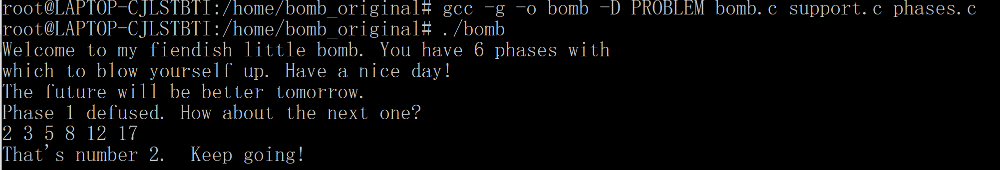 root@LAPTOP-CJLSTBTI:/home/bomb_original# gcc -g -o bomb -D PROBLEM bomb.c support.c phases.c
root@LAPTOP-CJLSTBTI:/home/bomb_original# ./bomb
Welcome to my fiendish little bomb. You have 6 phases with
which to blow yourself up. Have a nice day!
The future will be better tomorrow.
Phase 1 defused. How about the next one?
2 3 5 8 12 17
That's number 2.  Keep going!